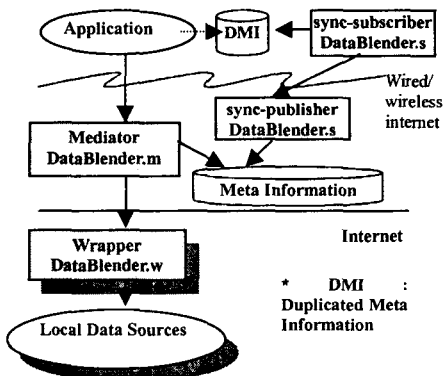 Application
DMI
sync-subscriber
DataBlender.s
Wired/
wireless
internet
sync-publisher
DataBlender.s
Mediator
DataBlender.m
Meta Information
Wrapper
DataBlender.w
Internet
* DMI :
Duplicated Meta
Information
Local Data Sources